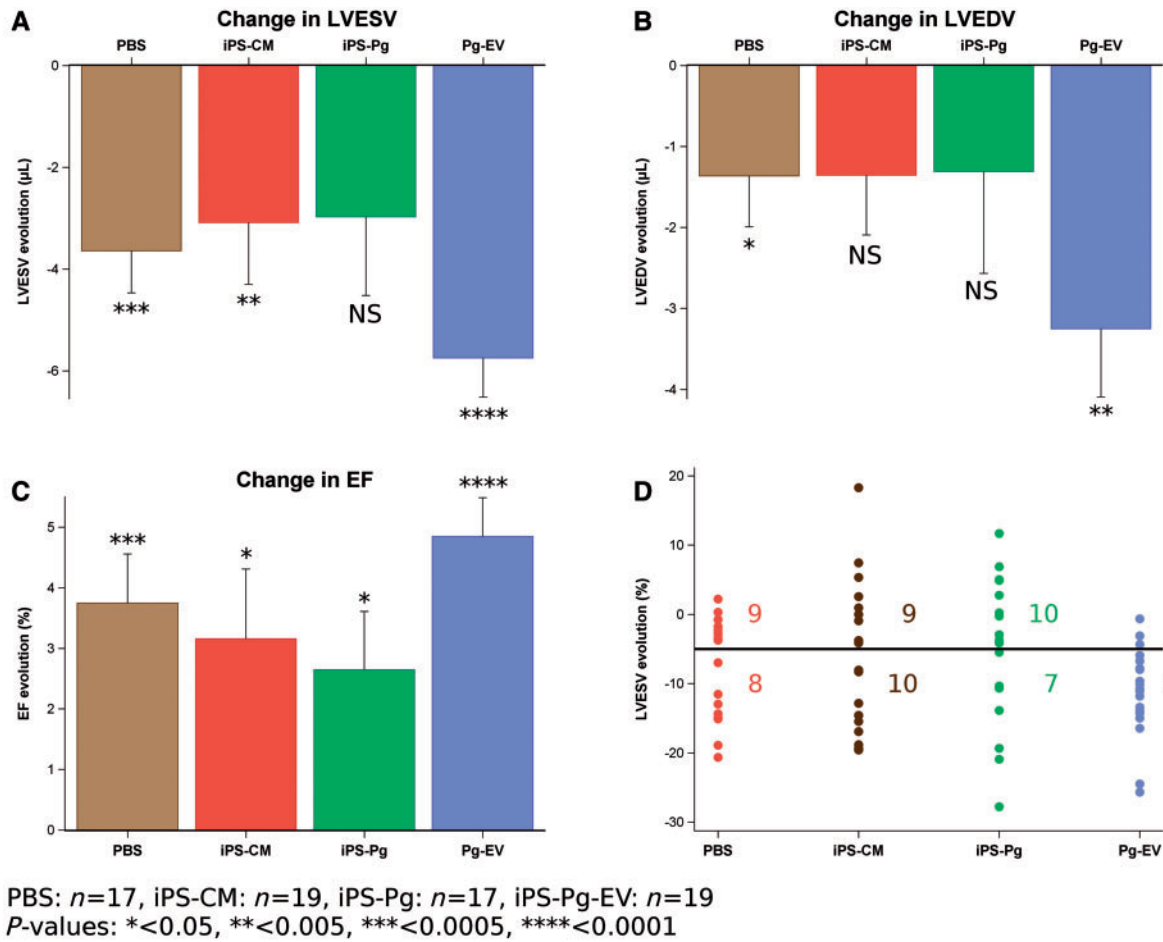 A
Change in LVESV
PBS iPS-CM iPS-Pg Pg-EV
0
-2
-4
-6
LVESV evolution (µL)
*** ** NS ****
B
Change in LVEDV
PBS iPS-CM iPS-Pg Pg-EV
0
-1
-2
-3
-4
LVEDV evolution (µL)
* NS NS **
C
Change in EF
5
4
3
2
1
0
EF evolution (%)
*** * * ****
PBS iPS-CM iPS-Pg Pg-EV
D
20
10
0
-10
-20
-30
LVESV evolution (%)
9 9 10
8 10 7
PBS iPS-CM iPS-Pg Pg-EV
PBS: n=17, iPS-CM: n=19, iPS-Pg: n=17, iPS-Pg-EV: n=19
P-values: *<0.05, **<0.005, ***<0.0005, ****<0.0001